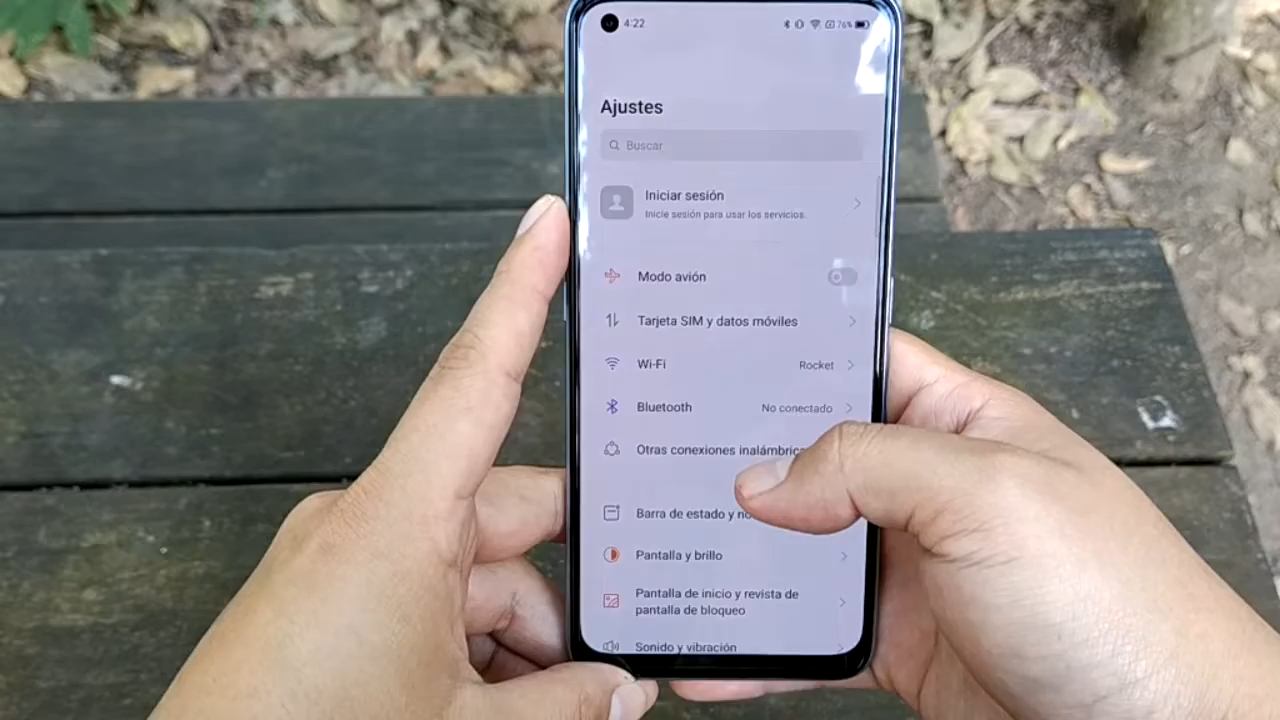 4:22
76%
Ajustes
Buscar
Iniciar sesión
Inicie sesión para usar los servicios.
Modo avión
Tarjeta SIM y datos móviles
Wi-Fi Rocket
Bluetooth No conectado
Otras conexiones inalámbric
Barra de estado y no
Pantalla y brillo
Pantalla de inicio y revista de
pantalla de bloqueo
Sonido y vibración